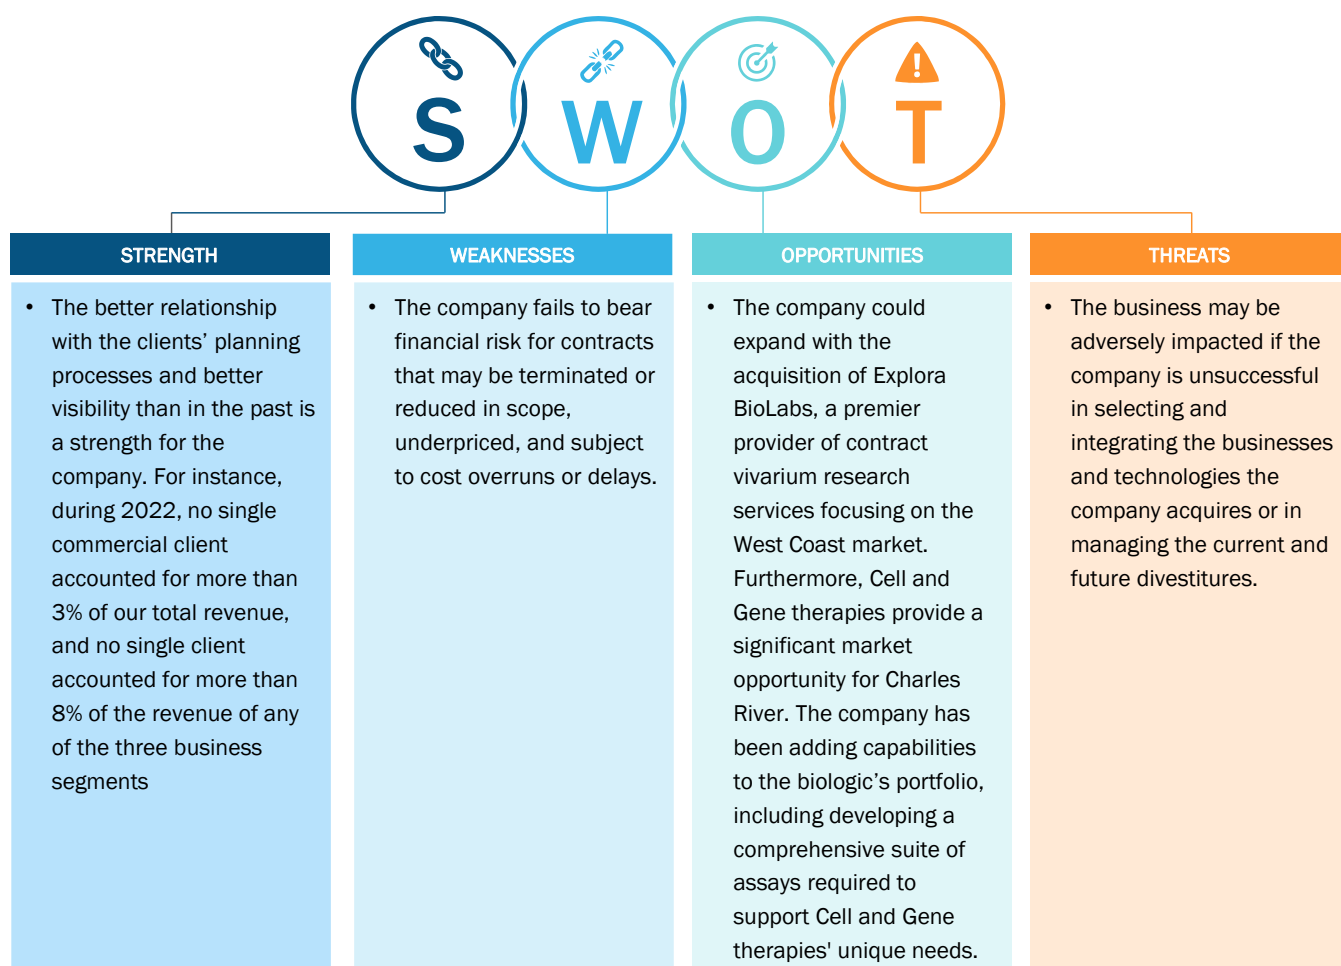 S
W
O
T
STRENGTH
• The better relationship
with the clients’ planning
processes and better
visibility than in the past is
a strength for the
company. For instance,
during 2022, no single
commercial client
accounted for more than
3% of our total revenue,
and no single client
accounted for more than
8% of the revenue of any
of the three business
segments
WEAKNESSES
• The company fails to bear
financial risk for contracts
that may be terminated or
reduced in scope,
underpriced, and subject
to cost overruns or delays.
OPPORTUNITIES
• The company could
expand with the
acquisition of Explora
BioLabs, a premier
provider of contract
vivarium research
services focusing on the
West Coast market.
Furthermore, Cell and
Gene therapies provide a
significant market
opportunity for Charles
River. The company has
been adding capabilities
to the biologic’s portfolio,
including developing a
comprehensive suite of
assays required to
support Cell and Gene
therapies' unique needs.
THREATS
• The business may be
adversely impacted if the
company is unsuccessful
in selecting and
integrating the businesses
and technologies the
company acquires or in
managing the current and
future divestitures.